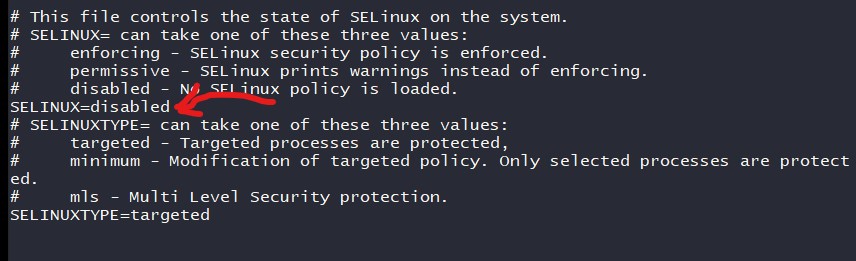 # This file controls the state of SELinux on the system.
# SELINUX= can take one of these three values:
#     enforcing - SELinux security policy is enforced.
#     permissive - SELinux prints warnings instead of enforcing.
#     disabled - No SELinux policy is loaded.
SELINUX=disabled
# SELINUXTYPE= can take one of these three values:
#     targeted - Targeted processes are protected,
#     minimum - Modification of targeted policy. Only selected processes are protect
ed.
#     mls - Multi Level Security protection.
SELINUXTYPE=targeted